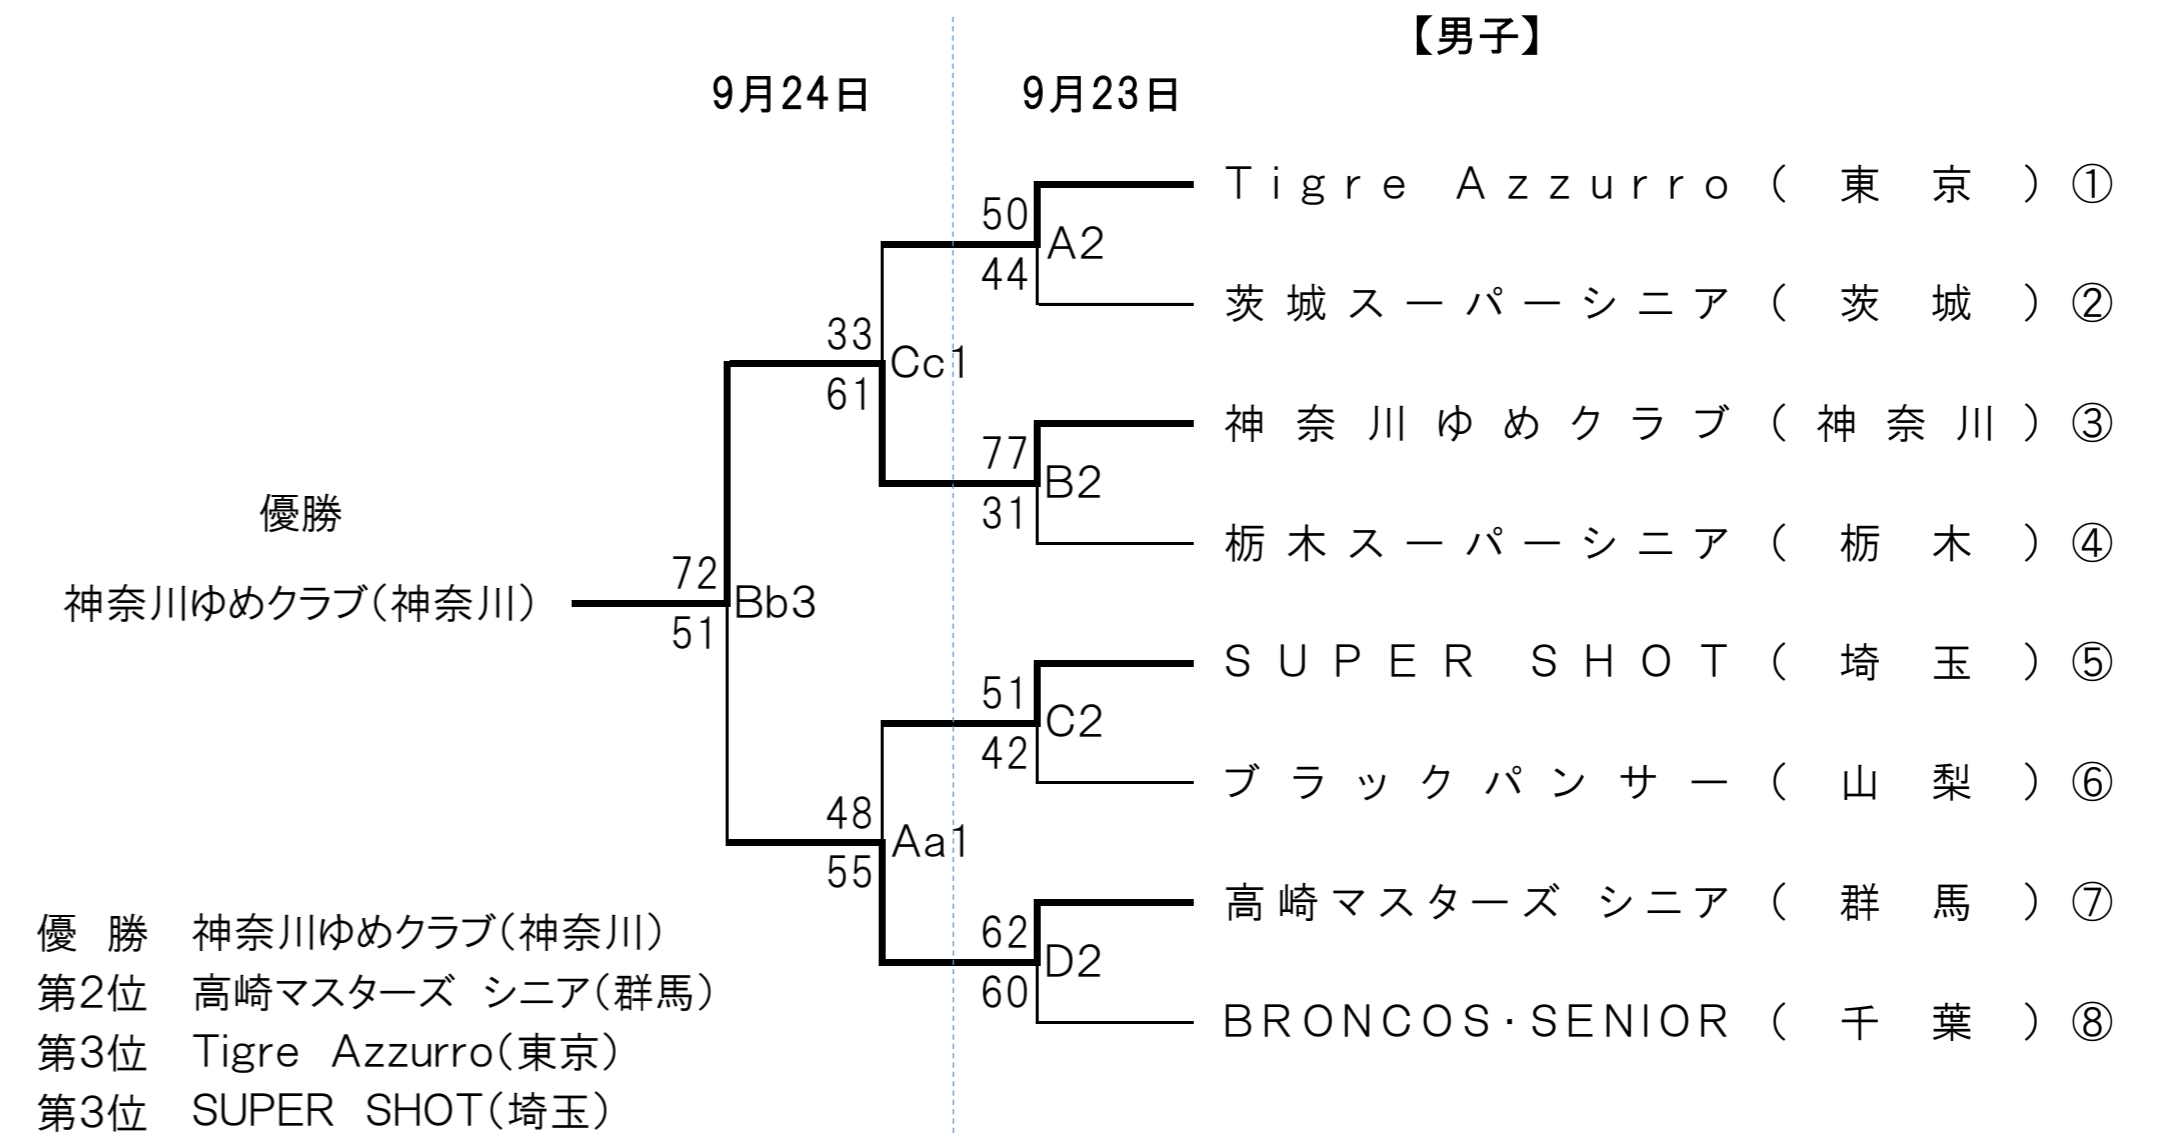 【男子】
9月24日
9月23日
Tigre Azzurro(東京)①
50
A2
44
茨城スーパーシニア(茨城)②
33
Cc1
61
神奈川ゆめクラブ(神奈川)③
77
B2
31
栃木スーパーシニア(栃木)④
優勝
神奈川ゆめクラブ(神奈川)
72
Bb3
51
SUPER SHOT(埼玉)⑤
51
C2
42
ブラックパンサー(山梨)⑥
48
Aa1
55
高崎マスターズ シニア(群馬)⑦
62
D2
60
BRONCOS・SENIOR(千葉)⑧
優 勝 神奈川ゆめクラブ(神奈川)
第2位 高崎マスターズ シニア(群馬)
第3位 Tigre Azzurro(東京)
第3位 SUPER SHOT(埼玉)